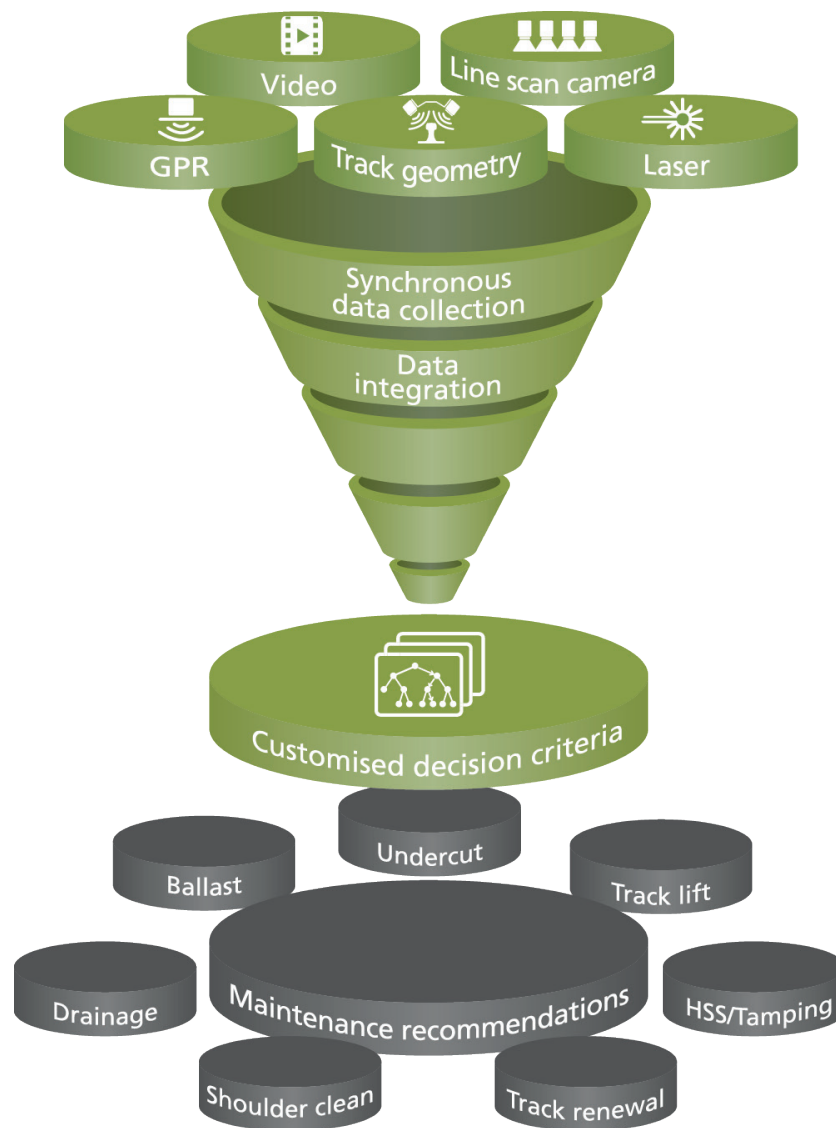 Video
Line scan camera
GPR
Track geometry
Laser
Synchronous
data collection
Data
integration
Customised decision criteria
Undercut
Ballast
Track lift
Drainage
Maintenance recommendations
HSS/Tamping
Shoulder clean
Track renewal